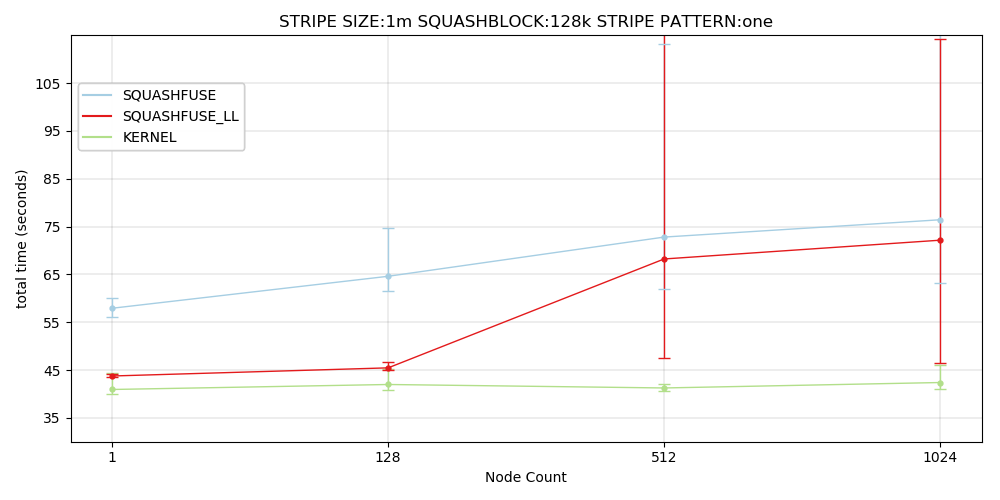 STRIPE SIZE:1m SQUASHBLOCK:128k STRIPE PATTERN:one
total time (seconds)
105
95
85
75
65
55
45
35
SQUASHFUSE
SQUASHFUSE_LL
KERNEL
1 128 512 1024
Node Count